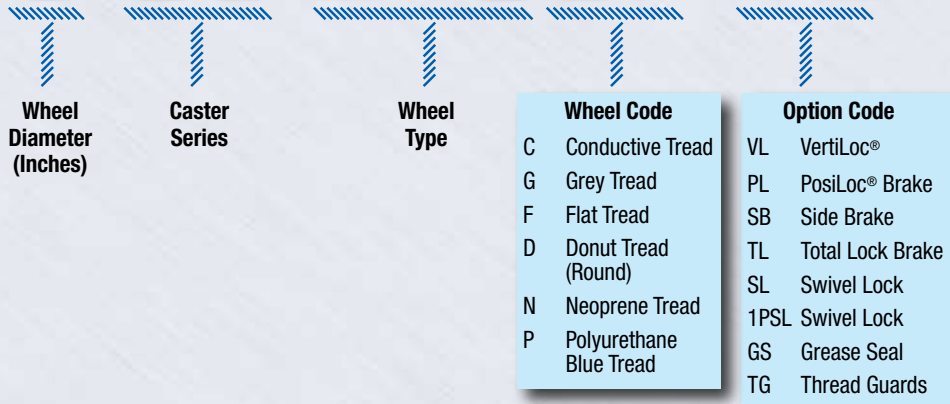 Wheel
Diameter
(Inches)
Caster
Series
Wheel
Type
Wheel Code
C Conductive Tread
G Grey Tread
F Flat Tread
D Donut Tread
(Round)
N Neoprene Tread
P Polyurethane
Blue Tread
Option Code
VL VertiLoc®
PL PosiLoc® Brake
SB Side Brake
TL Total Lock Brake
SL Swivel Lock
1PSL Swivel Lock
GS Grease Seal
TG Thread Guards